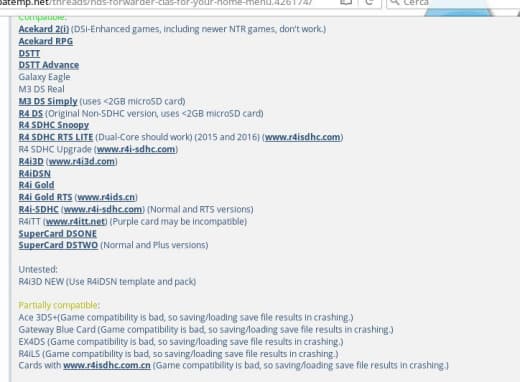 atemp.net/threads/nds-forwarder-cias-for-your-home-menu.426174/ Cerca
Compatible:
Acekard 2(i) (DSi-Enhanced games, including newer NTR games, don't work.)
Acekard RPG
DSTT
DSTT Advance
Galaxy Eagle
M3 DS Real
M3 DS Simply (uses <2GB microSD card)
R4 DS (Original Non-SDHC version, uses <2GB microSD card)
R4 SDHC Snoopy
R4 SDHC RTS LITE (Dual-Core should work) (2015 and 2016) (www.r4isdhc.com)
R4 SDHC Upgrade (www.r4i-sdhc.com)
R4i3D (www.r4i3d.com)
R4iDSN
R4i Gold
R4i Gold RTS (www.r4ids.cn)
R4i-SDHC (www.r4i-sdhc.com) (Normal and RTS versions)
R4iTT (www.r4itt.net) (Purple card may be incompatible)
SuperCard DSONE
SuperCard DSTWO (Normal and Plus versions)
Untested:
R4i3D NEW (Use R4iDSN template and pack)
Partially compatible:
Ace 3DS+(Game compatibility is bad, so saving/loading save file results in crashing.)
Gateway Blue Card (Game compatibility is bad, so saving/loading save file results in crashing.)
EX4DS (Game compatibility is bad, so saving/loading save file results in crashing.)
R4iLS (Game compatibility is bad, so saving/loading save file results in crashing.)
Cards with www.r4isdhc.com.cn (Game compatibility is bad, so saving/loading save file results in crashing.)